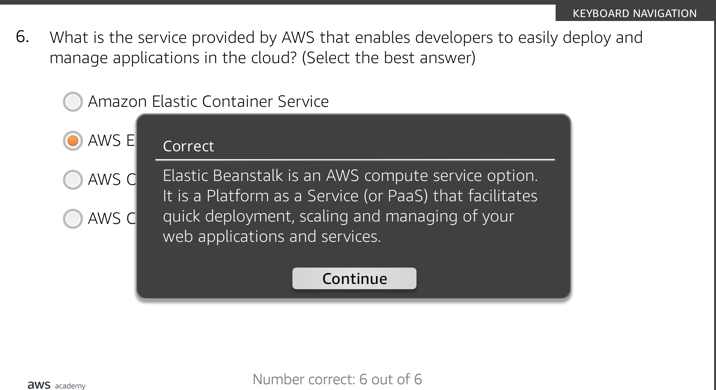 KEYBOARD NAVIGATION
6. What is the service provided by AWS that enables developers to easily deploy and
manage applications in the cloud? (Select the best answer)
Amazon Elastic Container Service
AWS E
AWS C
AWS C
Correct
Elastic Beanstalk is an AWS compute service option.
It is a Platform as a Service (or PaaS) that facilitates
quick deployment, scaling and managing of your
web applications and services.
Continue
aws academy
Number correct: 6 out of 6